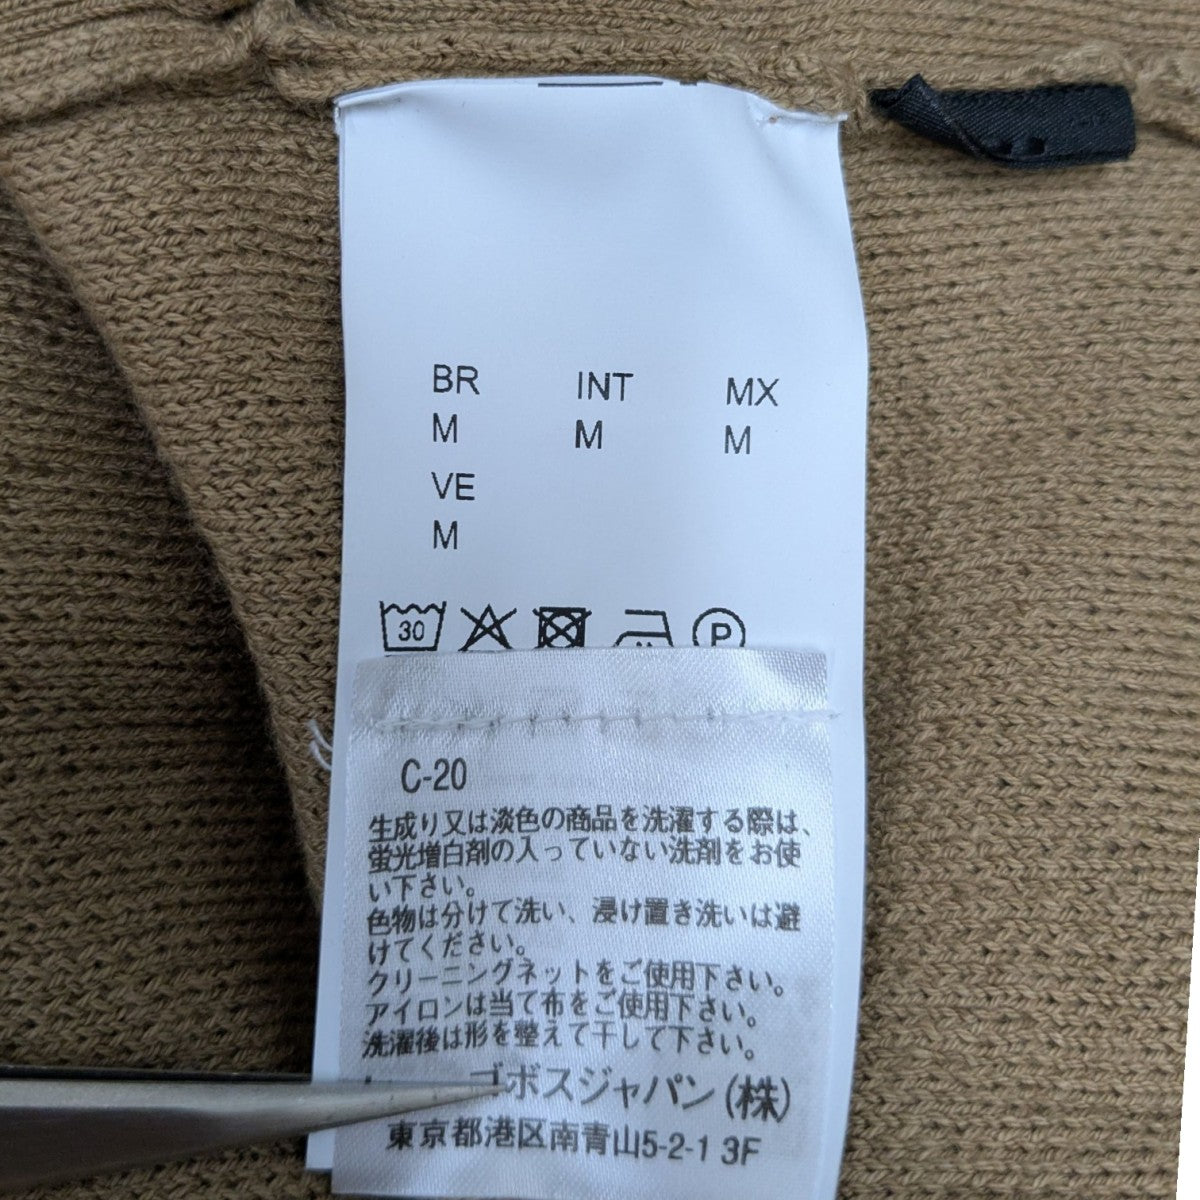 BR INT MX
M M M
VE
M
30 P
C-20
生成り又は淡色の商品を洗濯する際は、
蛍光増白剤の入っていない洗剤をお使
い下さい。
色物は分けて洗い、浸け置き洗いは避
けてください。
クリーニングネットをご使用下さい。
アイロンは当て布をご使用下さい。
洗濯後は形を整えて干して下さい。
ゴボスジャパン(株)
東京都港区南青山5-2-1 3F